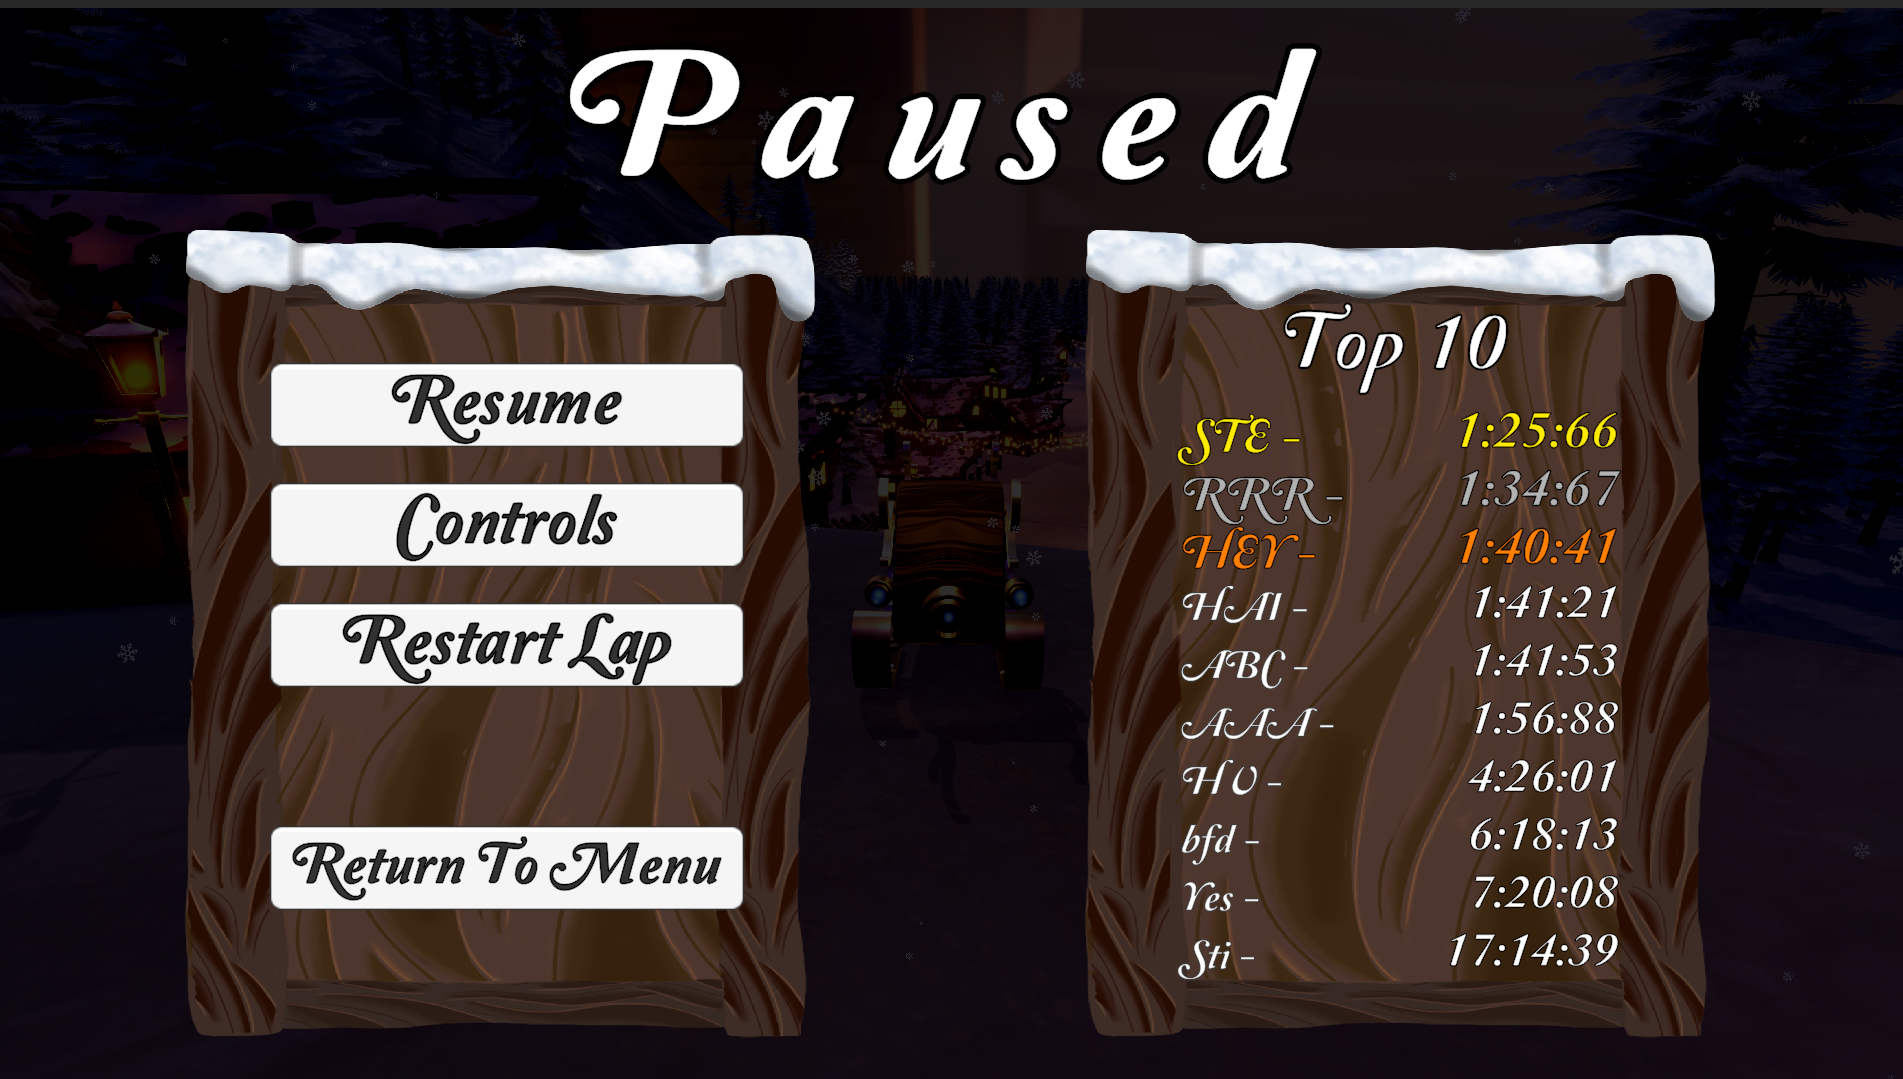 Paused
Resume
Controls
Restart Lap
Return To Menu
Top 10
STE - 1:25:66
RRR - 1:34:67
HEY - 1:40:41
HAI - 1:41:21
ABC - 1:41:53
AAA - 1:56:88
HU - 4:26:01
bfd - 6:18:13
Yes - 7:20:08
Sti - 17:14:39